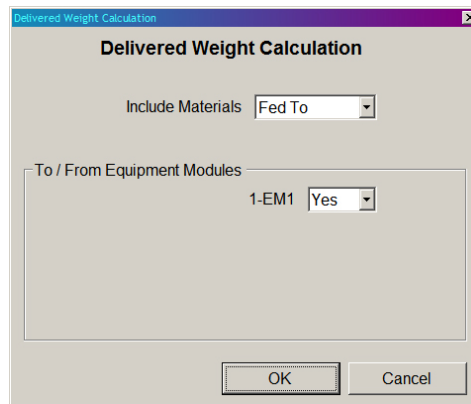 Delivered Weight Calculation
Delivered Weight Calculation
Include Materials Fed To
To / From Equipment Modules
1-EM1 Yes
OK Cancel